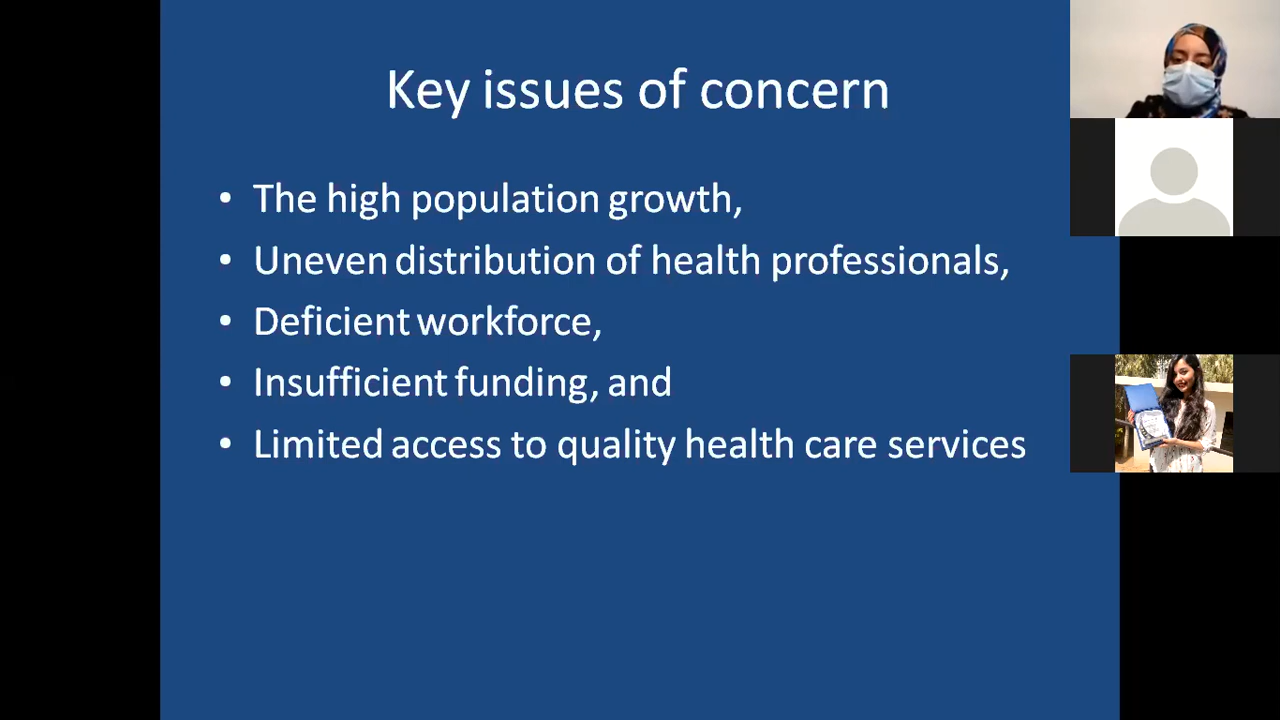 Key issues of concern
• The high population growth,
• Uneven distribution of health professionals,
• Deficient workforce,
• Insufficient funding, and
• Limited access to quality health care services